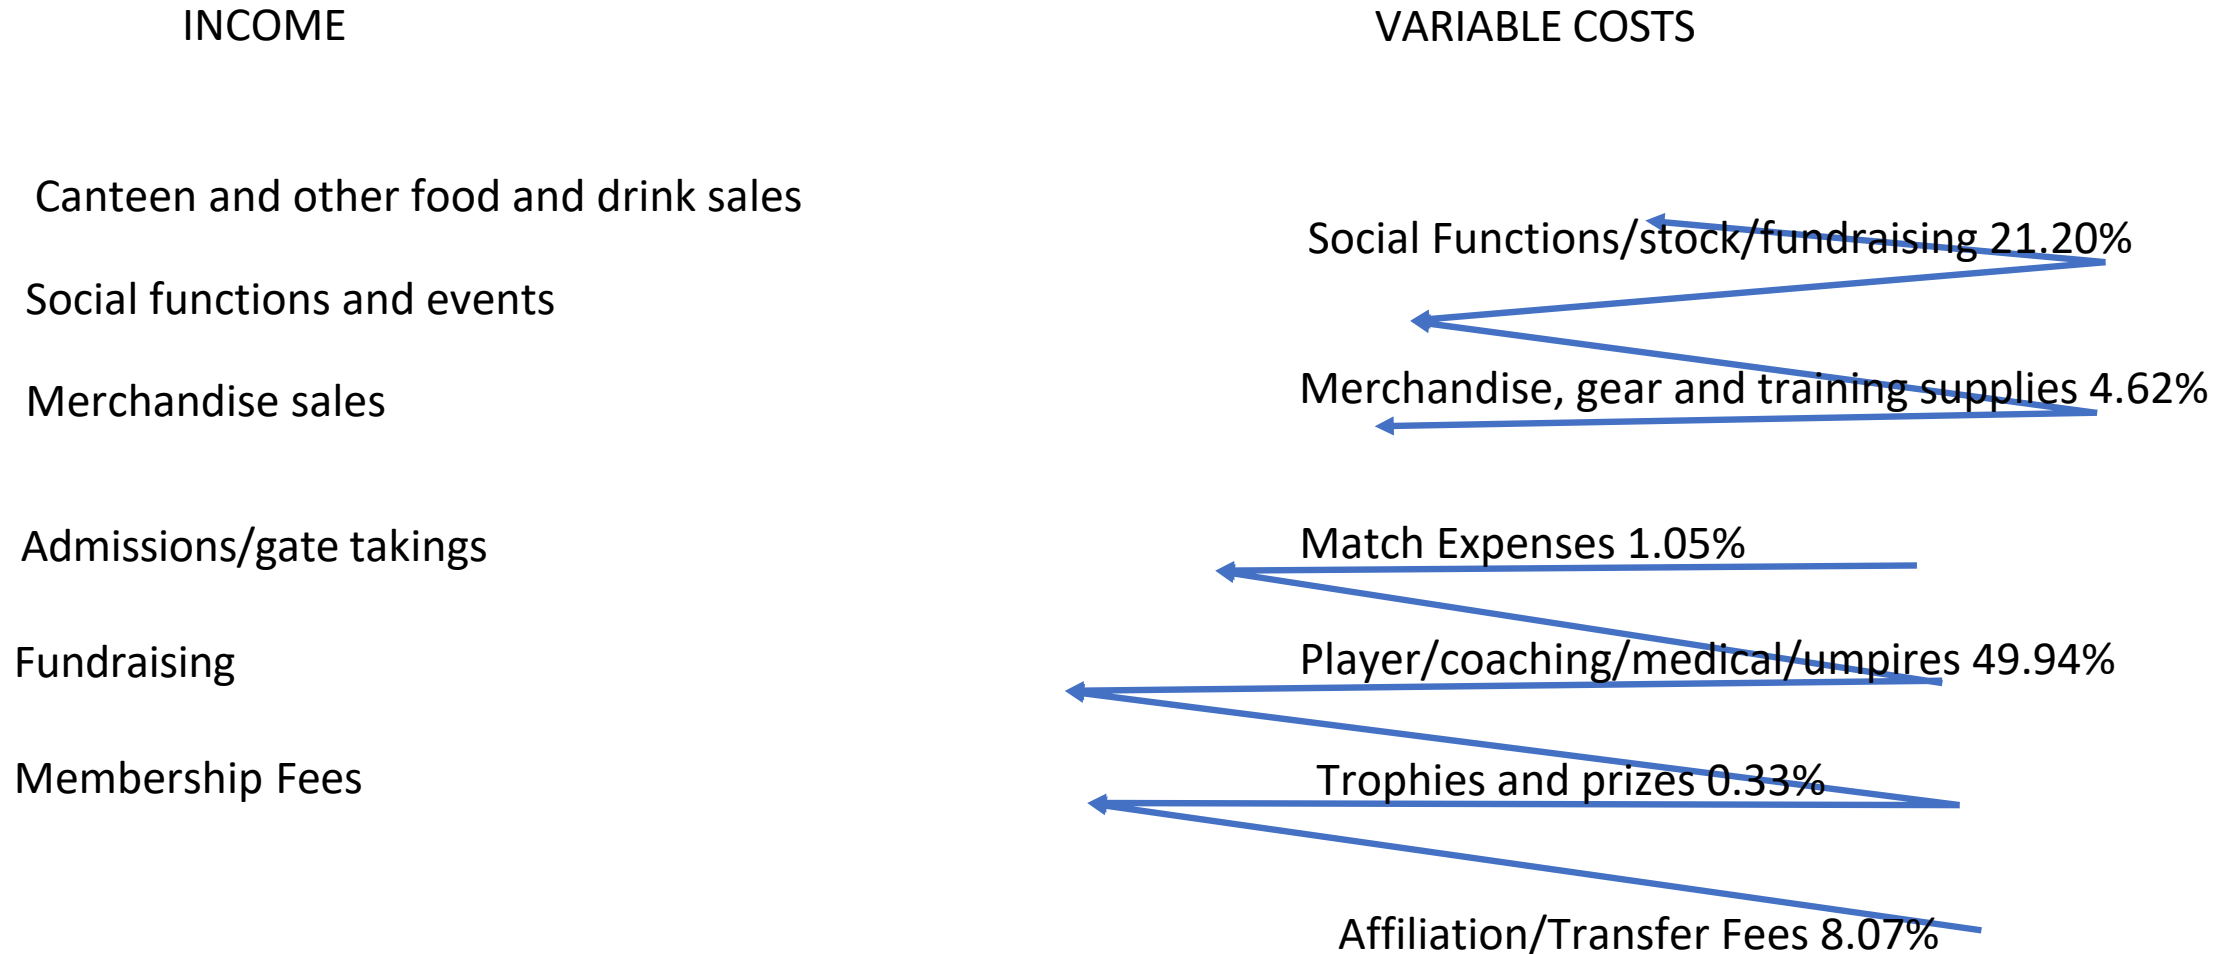 INCOME
VARIABLE COSTS
Canteen and other food and drink sales
Social Functions/stock/fundraising 21.20%
Social functions and events
Merchandise sales
Merchandise, gear and training supplies 4.62%
Admissions/gate takings
Match Expenses 1.05%
Fundraising
Player/coaching/medical/umpires 49.94%
Membership Fees
Trophies and prizes 0.33%
Affiliation/Transfer Fees 8.07%